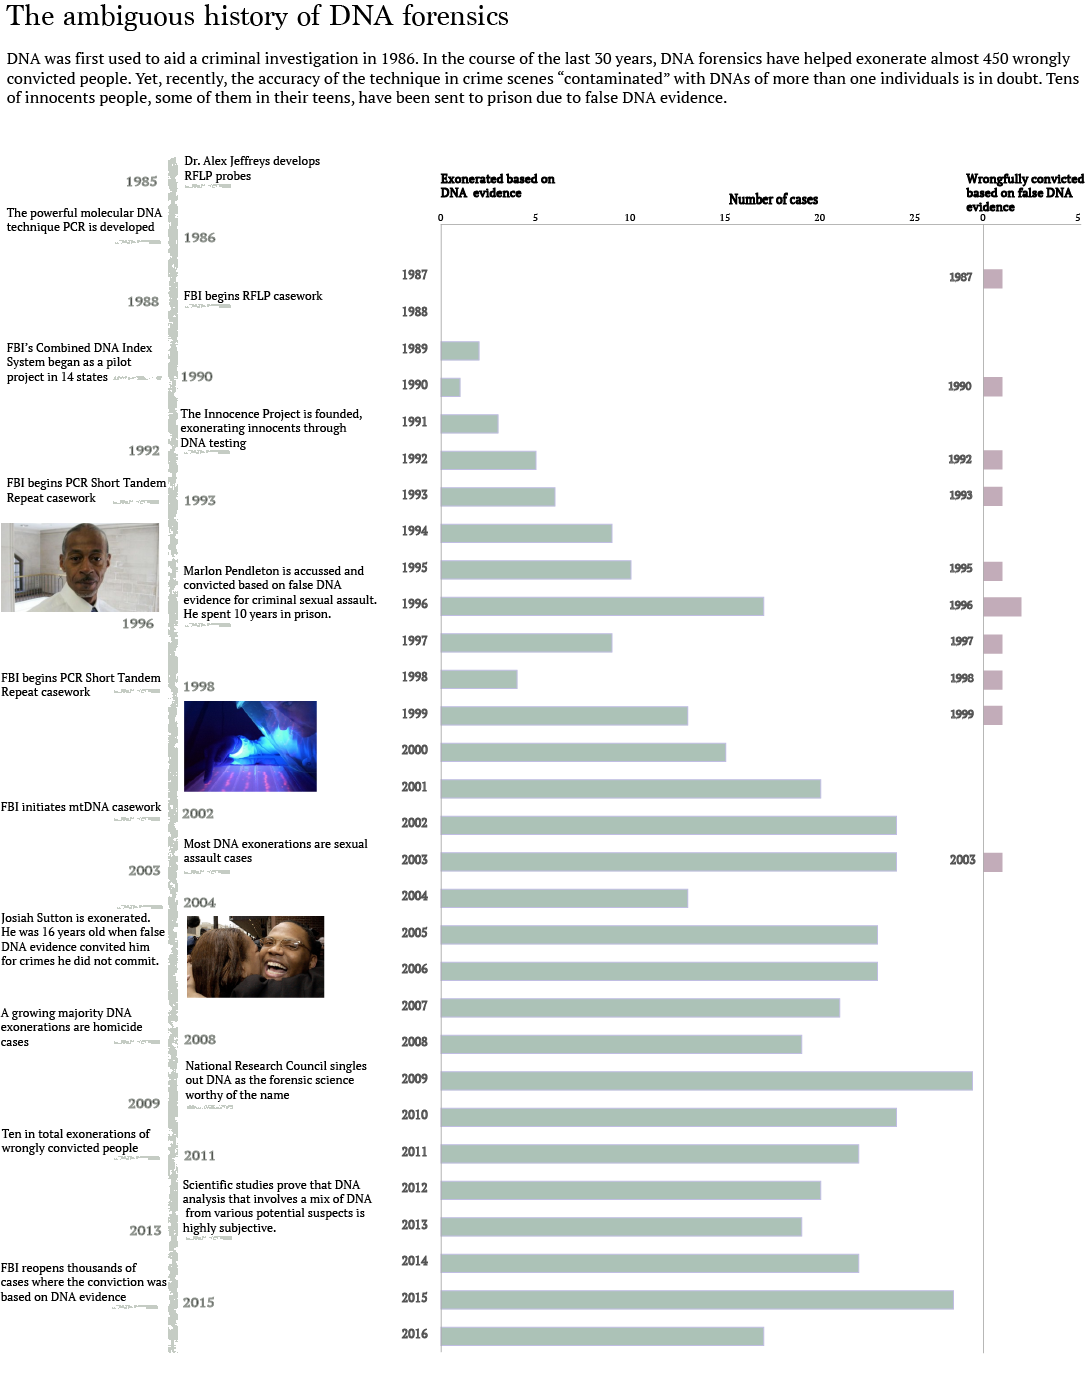 The ambiguous history of DNA forensics
DNA was first used to aid a criminal investigation in 1986. In the course of the last 30 years, DNA forensics have helped exonerate almost 450 wrongly
convicted people. Yet, recently, the accuracy of the technique in crime scenes “contaminated” with DNAs of more than one individuals is in doubt. Tens
of innocents people, some of them in their teens, have been sent to prison due to false DNA evidence.
Dr. Alex Jeffreys develops
RFLP probes
1985
The powerful molecular DNA
technique PCR is developed
1986
FBI begins RFLP casework
1988
FBI’s Combined DNA Index
System began as a pilot
project in 14 states
1990
The Innocence Project is founded,
exonerating innocents through
DNA testing
1992
FBI begins PCR Short Tandem
Repeat casework
1993
Marlon Pendleton is accussed and
convicted based on false DNA
evidence for criminal sexual assault.
He spent 10 years in prison.
1996
FBI begins PCR Short Tandem
Repeat casework
1998
FBI initiates mtDNA casework
2002
Most DNA exonerations are sexual
assault cases
2003
2004
Josiah Sutton is exonerated.
He was 16 years old when false
DNA evidence convited him
for crimes he did not commit.
A growing majority DNA
exonerations are homicide
cases
2008
National Research Council singles
out DNA as the forensic science
worthy of the name
2009
Ten in total exonerations of
wrongly convicted people
2011
Scientific studies prove that DNA
analysis that involves a mix of DNA
from various potential suspects is
highly subjective.
2013
FBI reopens thousands of
cases where the conviction was
based on DNA evidence
2015
Exonerated based on
DNA evidence
Number of cases
0 5 10 15 20 25
1987
1988
1989
1990
1991
1992
1993
1994
1995
1996
1997
1998
1999
2000
2001
2002
2003
2004
2005
2006
2007
2008
2009
2010
2011
2012
2013
2014
2015
2016
Wrongfully convicted
based on false DNA
evidence
0 5
1987
1990
1992
1993
1995
1996
1997
1998
1999
2003